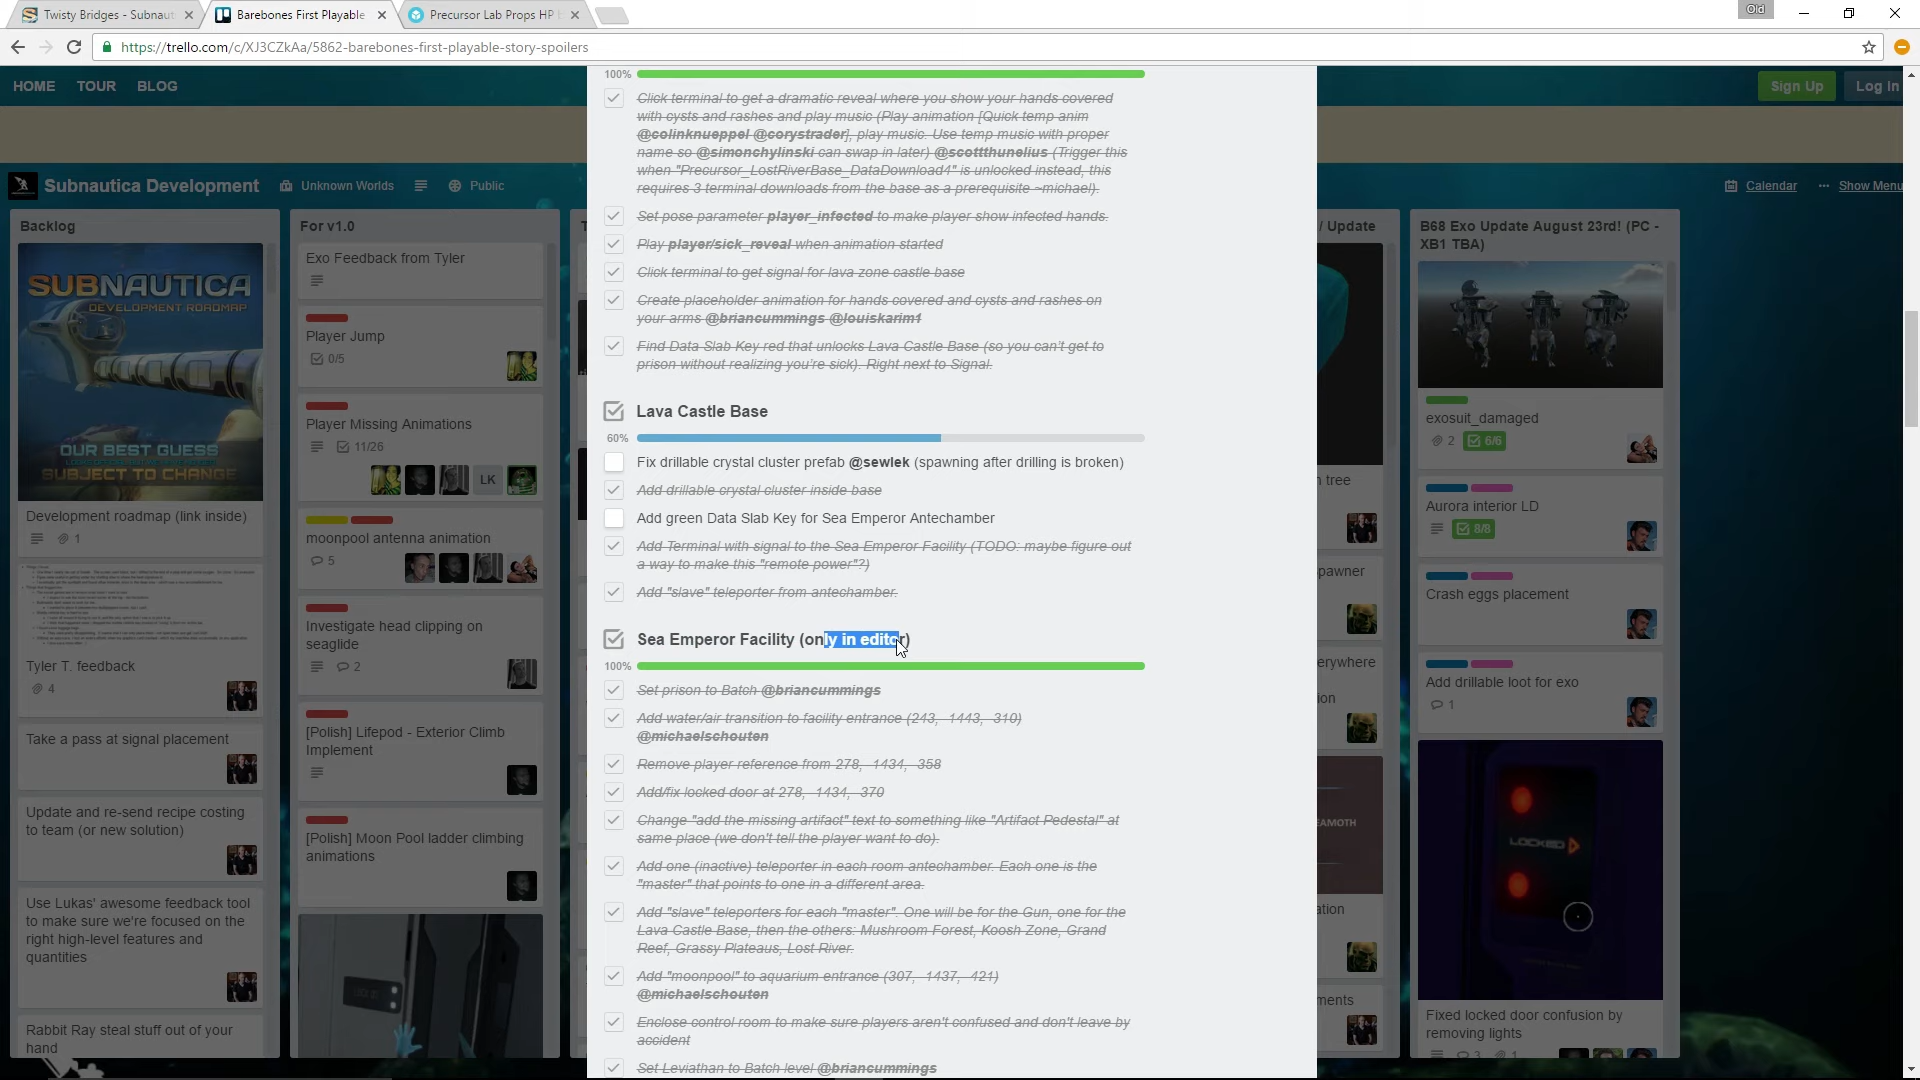 Twisty Bridges - Subnaut
Barebones First Playable
Precursor Lab Props HP
Old
https://trello.com/c/XJ3CZkAa/5862-barebones-first-playable-story-spoilers
HOME TOUR BLOG
Sign Up Log In
Subnautica Development
Unknown Worlds
Public
Calendar
Show Menu
Backlog
SUBNAUTICA
DEVELOPMENT ROADMAP
OUR BEST GUESS
SUBJECT TO CHANGE
Development roadmap (link inside)
1
Tyler T. feedback
4
Take a pass at signal placement
Update and re-send recipe costing
to team (or new solution)
Use Lukas' awesome feedback tool
to make sure we're focused on the
right high-level features and
quantities
Rabbit Ray steal stuff out of your
hand
For v1.0
Exo Feedback from Tyler
Player Jump
0/5
Player Missing Animations
11/26
LK
moonpool antenna animation
5
Investigate head clipping on
seaglide
2
[Polish] Lifepod - Exterior Climb
Implement
[Polish] Moon Pool ladder climbing
animations
100%
Click terminal to get a dramatic reveal where you show your hands covered
with cysts and rashes and play music (Play animation [Quick temp anim
@colinknueppel @corystrader], play music. Use temp music with proper
name so @simonchylinski can swap in later) @scottthunelius (Trigger this
when "Precursor_LostRiverBase_DataDownload4" is unlocked instead, this
requires 3 terminal downloads from the base as a prerequisite ~michael).
Set pose parameter player_infected to make player show infected hands.
Play player/sick_reveal when animation started
Click terminal to get signal for lava zone castle base
Create placeholder animation for hands covered and cysts and rashes on
your arms @briancummings @louiskarim1
Find Data Slab Key red that unlocks Lava Castle Base (so you can't get to
prison without realizing you're sick). Right next to Signal.
Lava Castle Base
60%
Fix drillable crystal cluster prefab @sewlek (spawning after drilling is broken)
Add drillable crystal cluster inside base
Add green Data Slab Key for Sea Emperor Antechamber
Add Terminal with signal to the Sea Emperor Facility (TODO: maybe figure out
a way to make this "remote power"?)
Add "slave" teleporter from antechamber.
Sea Emperor Facility (only in editor)
100%
Set prison to Batch @briancummings
Add water/air transition to facility entrance (243, -1443, -310)
@michaelschouten
Remove player reference from 278, -1434, -358
Add/fix locked door at 278, -1434, -370
Change "add the missing artifact" text to something like "Artifact Pedestal" at
same place (we don't tell the player want to do).
Add one (inactive) teleporter in each room antechamber. Each one is the
"master" that points to one in a different area.
Add "slave" teleporters for each "master". One will be for the Gun, one for the
Lava Castle Base, then the others: Mushroom Forest, Koosh Zone, Grand
Reef, Grassy Plateaus, Lost River.
Add "moonpool" to aquarium entrance (307, -1437, -421)
@michaelschouten
Enclose control room to make sure players aren't confused and don't leave by
accident
Set Leviathan to Batch level @briancummings
/ Update
n tree
spawner
erywhere
sion
EAMOTH
ation
ments
B68 Exo Update August 23rd! (PC -
XB1 TBA)
exosuit_damaged
2 6/6
Aurora interior LD
8/8
Crash eggs placement
Add drillable loot for exo
1
LOCKED
Fixed locked door confusion by
removing lights
3 1